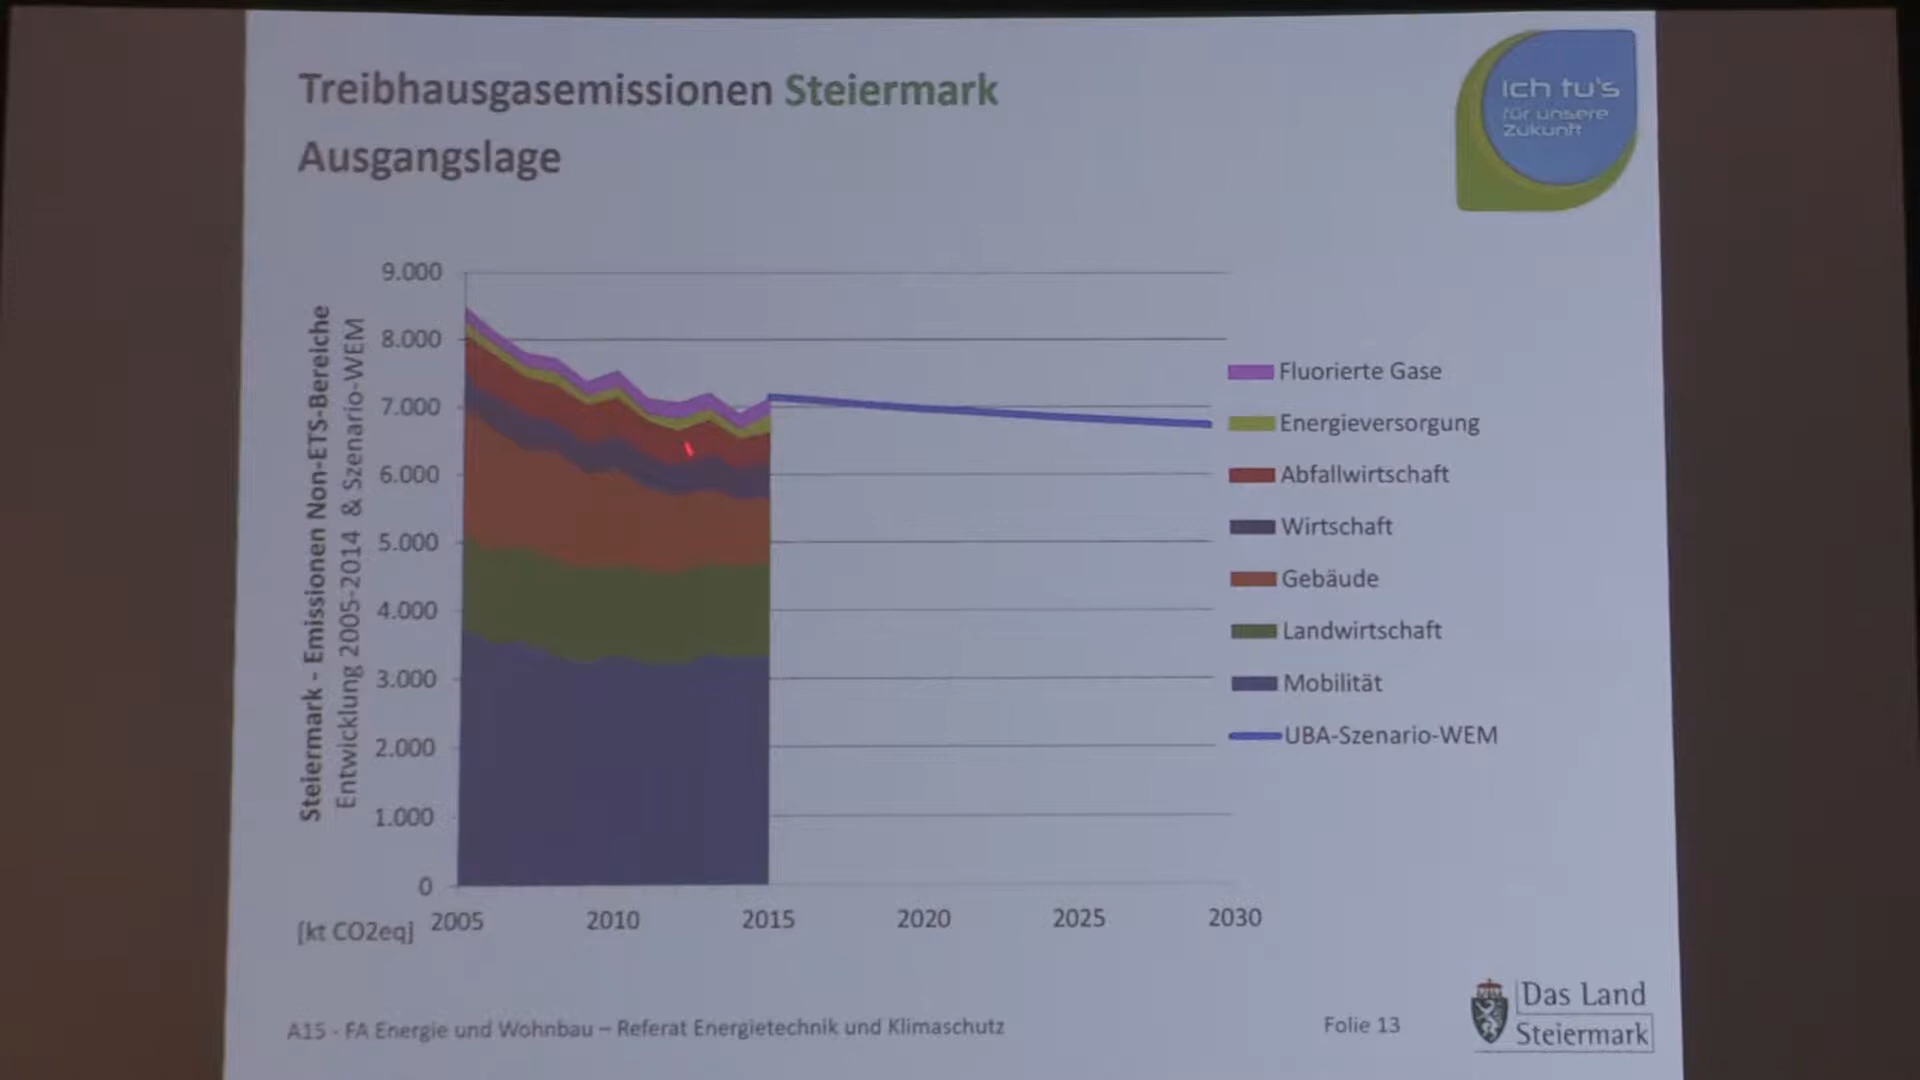 Treibhausgasemissionen Steiermark
Ausgangslage
Ich tu's
für unsere
Zukunft
Steiermark - Emissionen Non-ETS-Bereiche
Entwicklung 2005-2014 & Szenario-WEM
9.000
8.000
7.000
6.000
5.000
4.000
3.000
2.000
1.000
0
[kt CO2eq]
2005
2010
2015
2020
2025
2030
Fluorierte Gase
Energieversorgung
Abfallwirtschaft
Wirtschaft
Gebäude
Landwirtschaft
Mobilität
UBA-Szenario-WEM
A15 - FA Energie und Wohnbau – Referat Energietechnik und Klimaschutz
Folie 13
Das Land
Steiermark